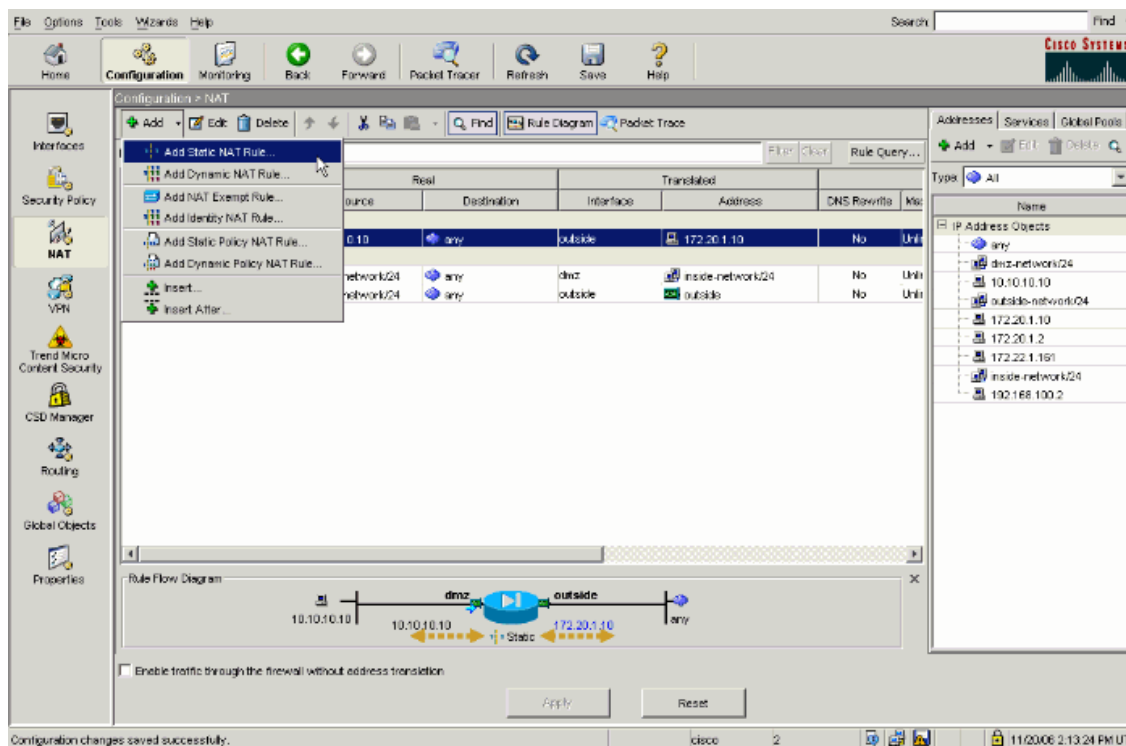 File Options Tools Wizards Help Search: Find
CISCO SYSTEMS
Home Configuration Monitoring Back Forward Packet Tracer Refresh Save Help
Configuration > NAT
Add Edit Delete Find Rule Diagram Packet Trace
Filter Clear Rule Query...
Real Translated
Destination Interface Address DNS Rewrite
0.10 any outside 172.20.1.10 No
network/24 any dmz inside-network/24 No
network/24 any outside outside No
Add Static NAT Rule...
Add Dynamic NAT Rule...
Add NAT Exempt Rule...
Add Identity NAT Rule...
Add Static Policy NAT Rule...
Add Dynamic Policy NAT Rule...
Insert...
Insert After...
Interfaces
Security Policy
NAT
VPN
Trend Micro
Content Security
CSD Manager
Routing
Global Objects
Properties
Addresses Services Global Pools
Add Edit Delete
Type: All
Name
IP Address Objects
any
dmz-network/24
10.10.10.10
outside-network/24
172.20.1.10
172.20.1.2
172.22.1.161
inside-network/24
192.168.100.2
Rule Flow Diagram
dmz outside
10.10.10.10 10.10.10.10 172.20.1.10 any
Static
Enable traffic through the firewall without address translation
Apply Reset
Configuration changes saved successfully. cisco 2 11/20/06 2:13:24 PM